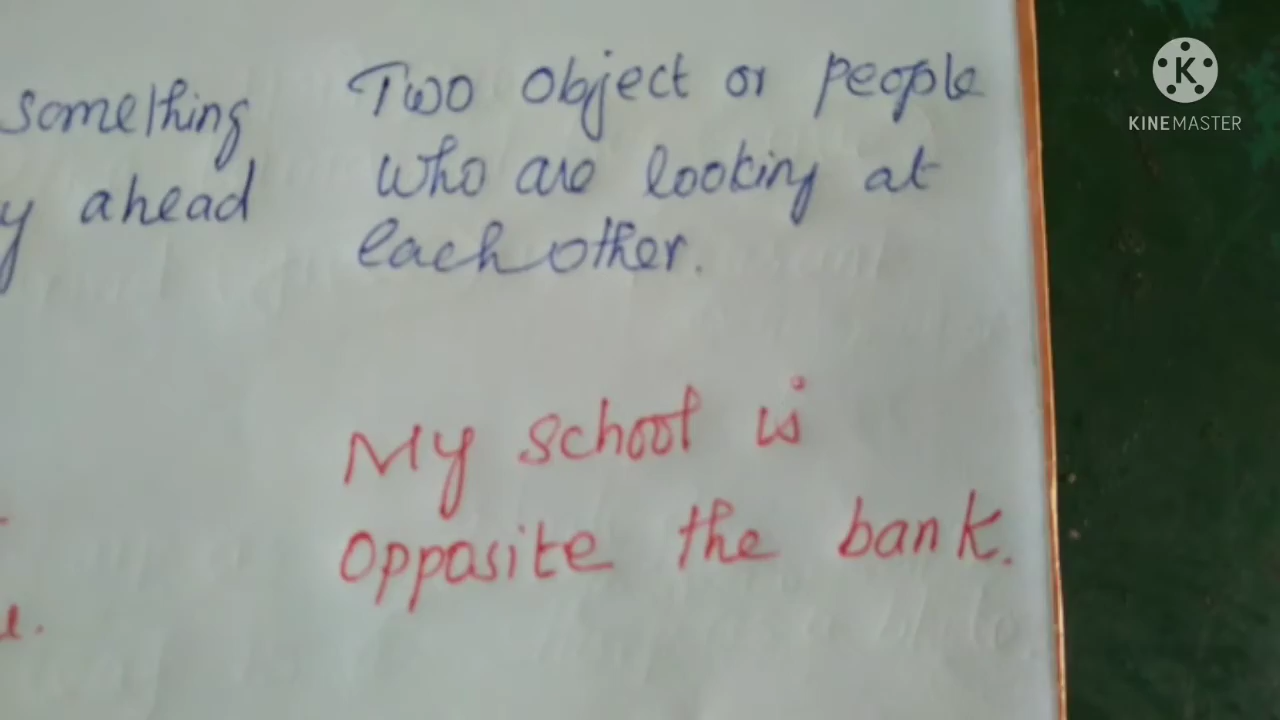 something
y ahead
Two object or people
who are looking at
each other.
My school is
opposite the bank.
K
KINEMASTER